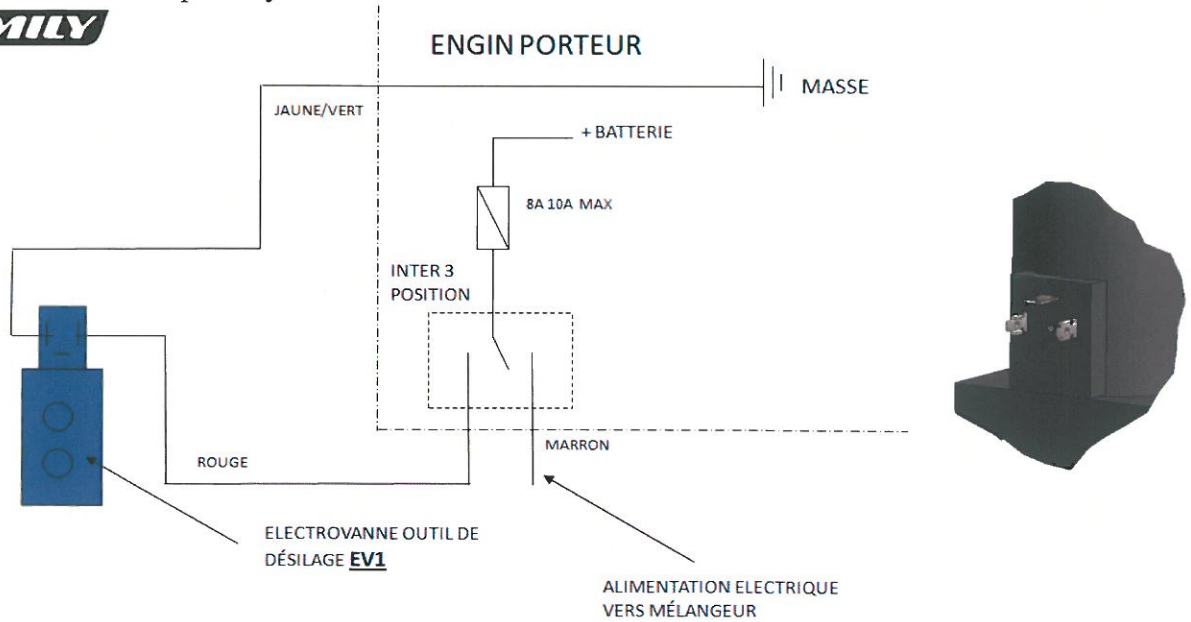 MILY
ENGIN PORTEUR
MASSE
JAUNE/VERT
+ BATTERIE
8A 10A MAX
INTER 3
POSITION
MARRON
ROUGE
ELECTROVANNE OUTIL DE
DÉSILAGE EV1
ALIMENTATION ELECTRIQUE
VERS MÉLANGEUR